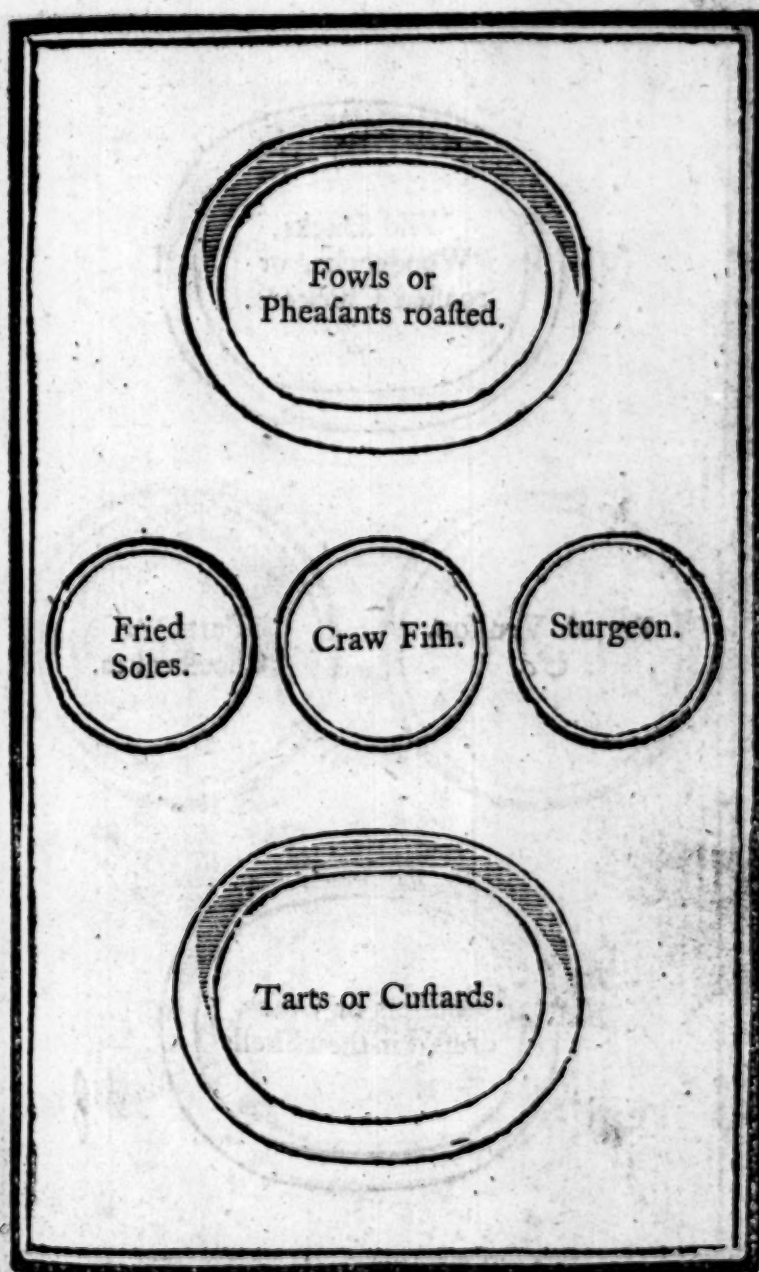 Fowls or
Pheaſants roaſted.
Fried
Soles.
Craw Fiſh.
Sturgeon.
Tarts or Cuſtards.